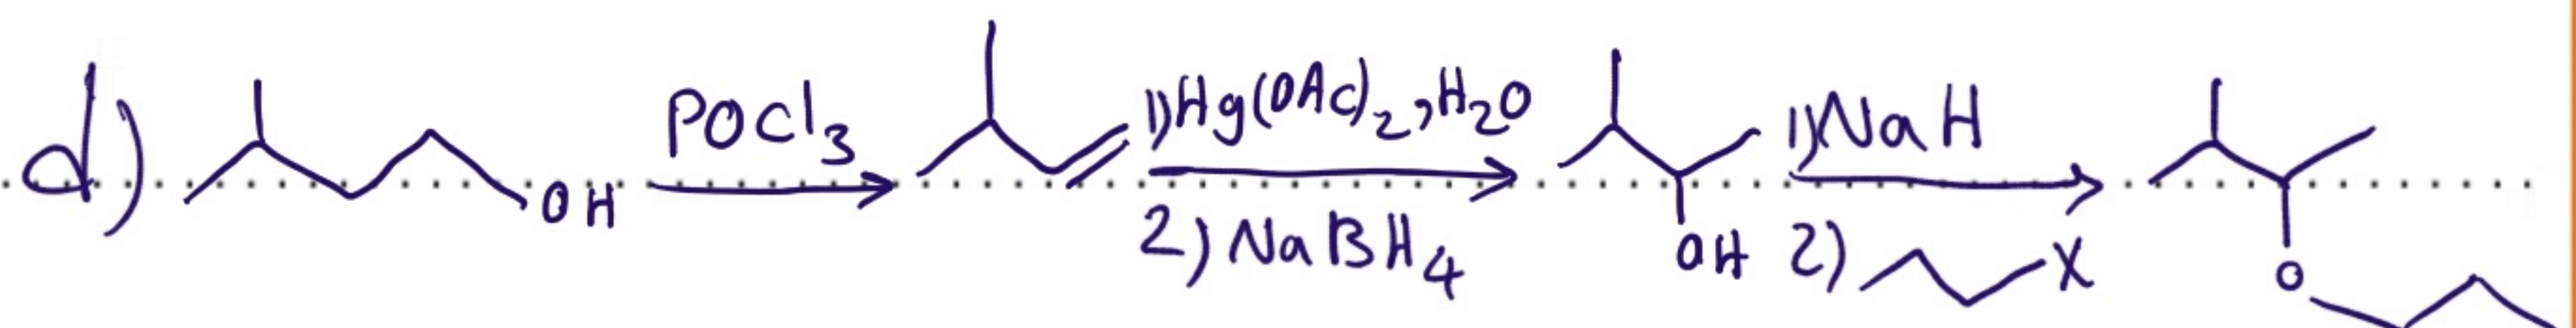 d) OH POCl3 1)Hg(OAc)2,H2O 2) NaBH4 OH 1)NaH 2) X O